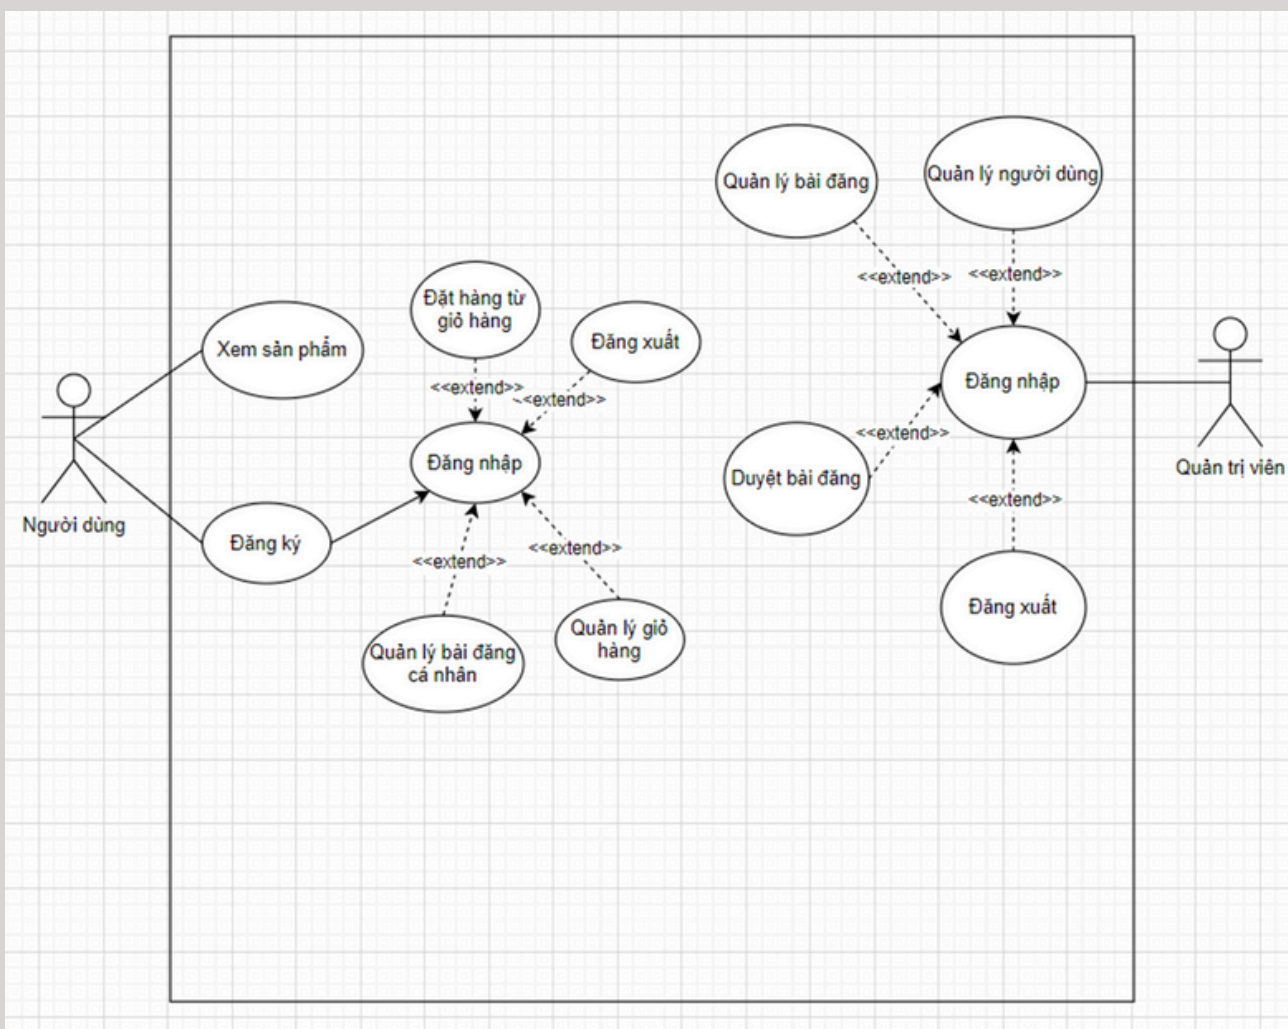 Quản lý bài đăng
Quản lý người dùng
<<extend>>
<<extend>>
Đặt hàng từ
giỏ hàng
Đăng xuất
Xem sản phẩm
<<extend>>
<<extend>>
Đăng nhập
Đăng nhập
<<extend>>
Duyệt bài đăng
Quản trị viên
<<extend>>
Người dùng
Đăng ký
<<extend>>
<<extend>>
Đăng xuất
Quản lý bài đăng
cá nhân
Quản lý giỏ
hàng